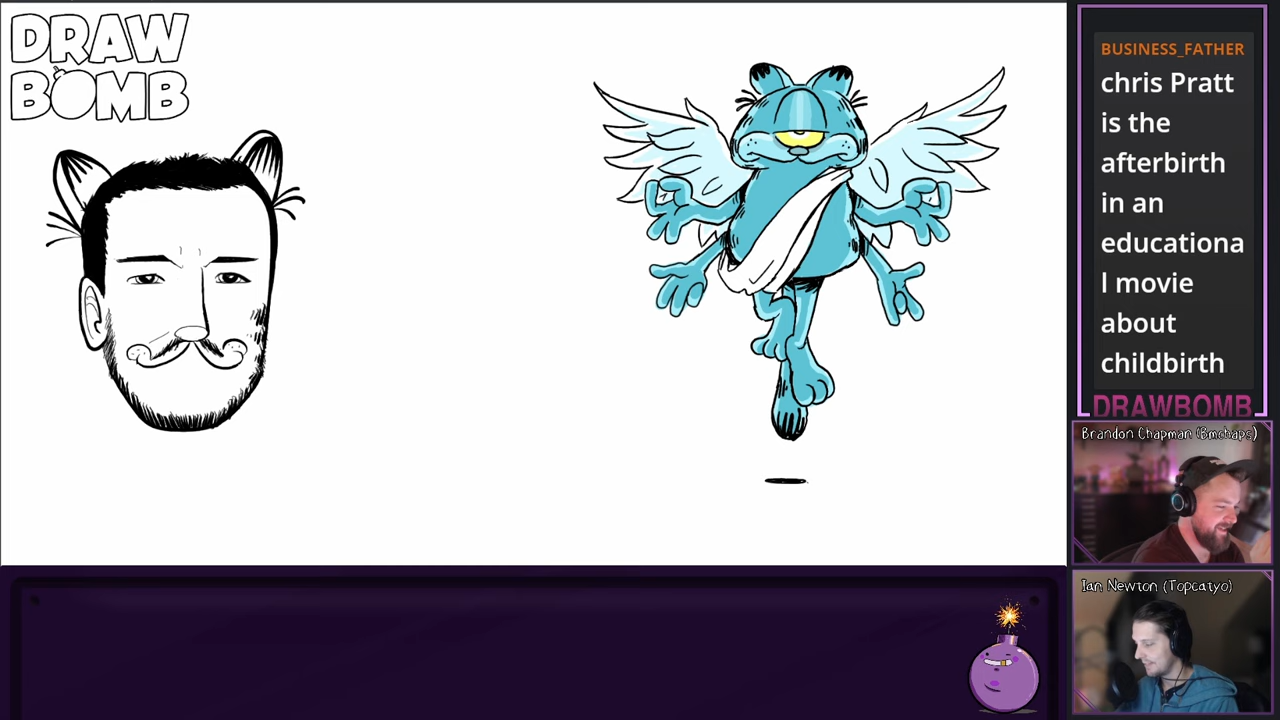 DRAW
BOMB
BUSINESS_FATHER
chris Pratt
is the
afterbirth
in an
educationa
l movie
about
childbirth
DRAWBOMB
Brandon Chapman (Bmchaps)
Ian Newton (Topcatyo)